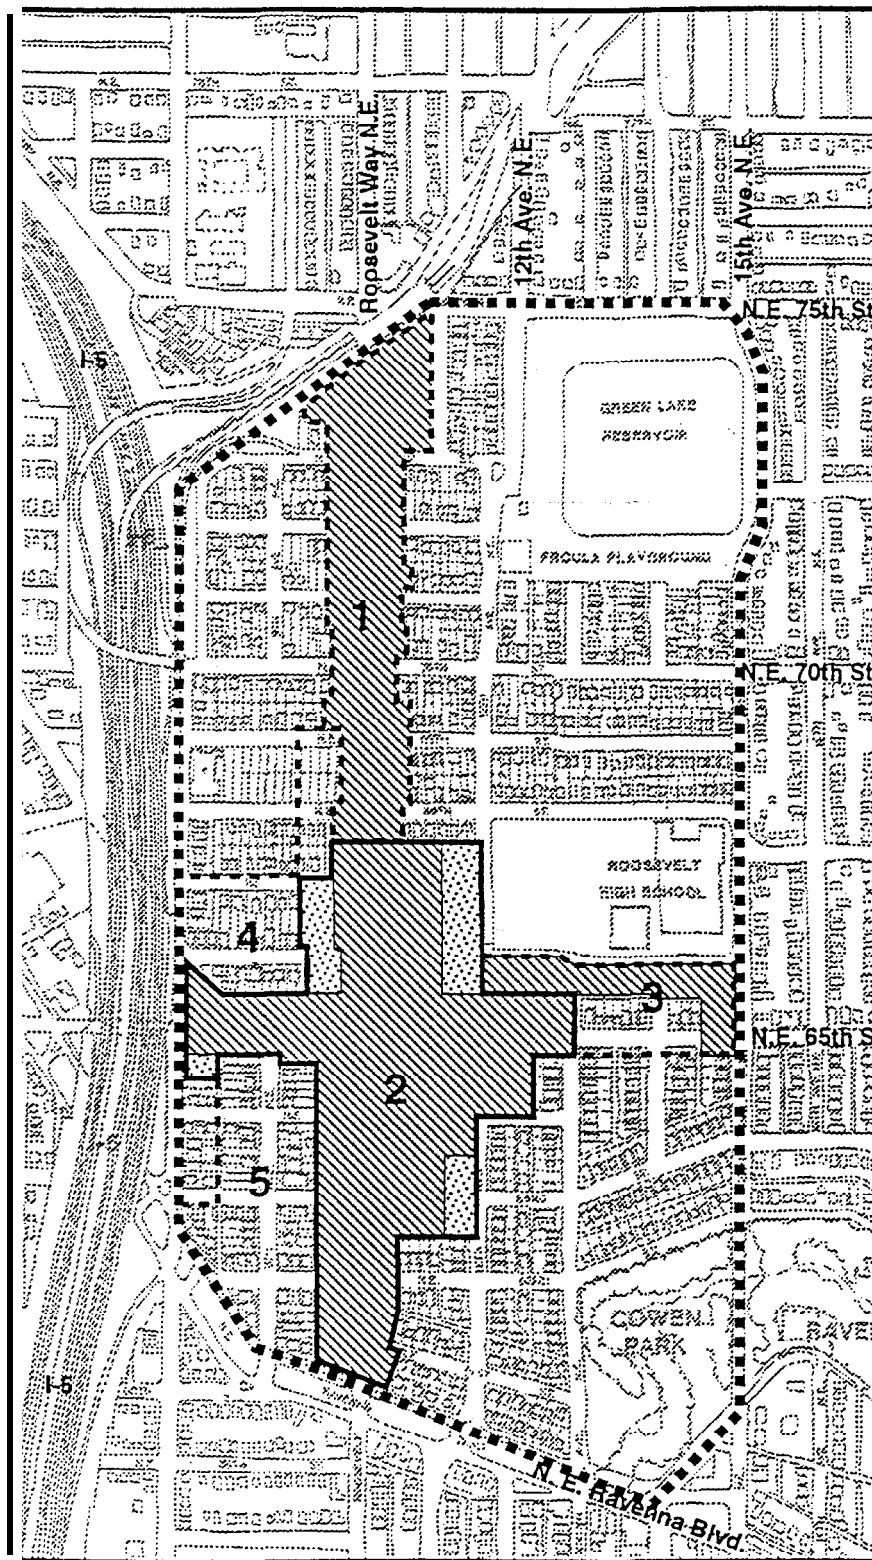 Roosevelt Way N.E.
12th Ave. N.E.
15th Ave. N.E.
N.E. 75th St
I-5
GREEN LAKE
RESERVOIR
FROULA PLAYGROUND
1
N.E. 70th St
ROOSEVELT
HIGH SCHOOL
4
3
N.E. 65th S
2
5
COWEN
PARK
RAVE
I-5
N. E. Ravenna Blvd